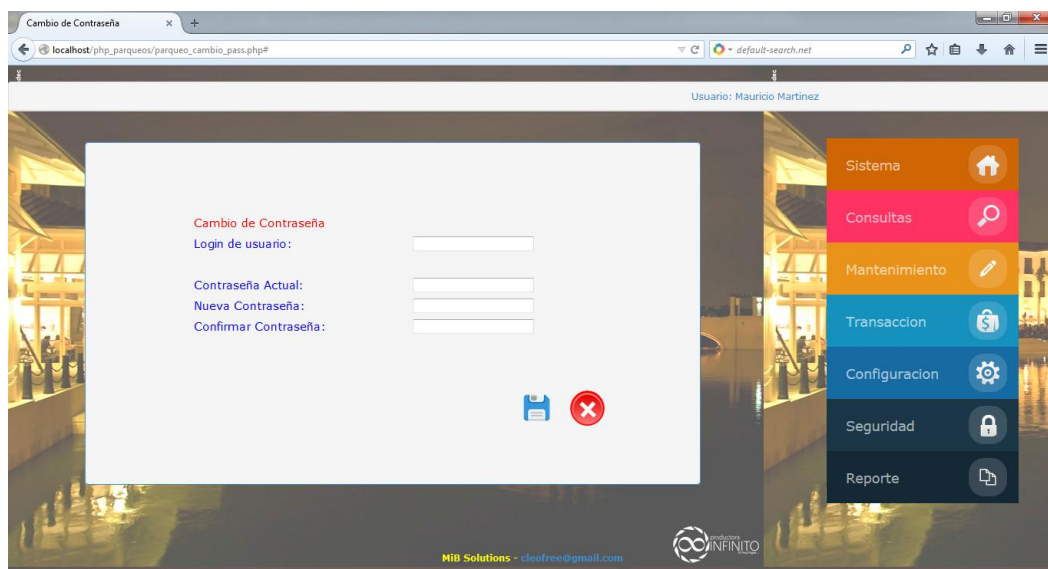 Cambio de Contraseña
localhost/php_parqueos/parqueo_cambio_pass.php#
default-search.net
Usuario: Mauricio Martinez
Cambio de Contraseña
Login de usuario:
Contraseña Actual:
Nueva Contraseña:
Confirmar Contraseña:
Sistema
Consultas
Mantenimiento
Transaccion
Configuracion
Seguridad
Reporte
productora
INFINITO
MiB Solutions - cleofree@gmail.com